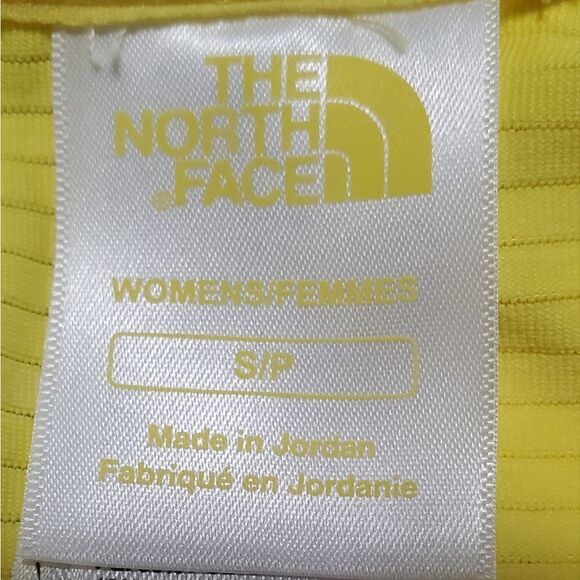 THE
NORTH
FACE
®
WOMENS/FEMMES
S/P
Made in Jordan
Fabriqué en Jordanie